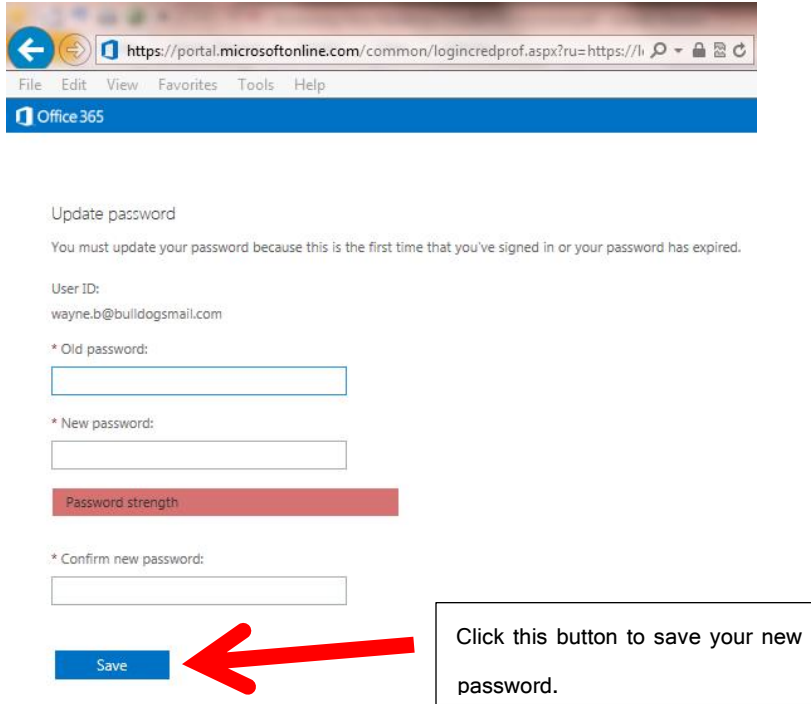 https://portal.microsoftonline.com/common/logincredprof.aspx?ru=https://l
File Edit View Favorites Tools Help
Office 365
Update password
You must update your password because this is the first time that you've signed in or your password has expired.
User ID:
wayne.b@bulldogsmail.com
* Old password:
* New password:
Password strength
* Confirm new password:
Click this button to save your new
Save
password.